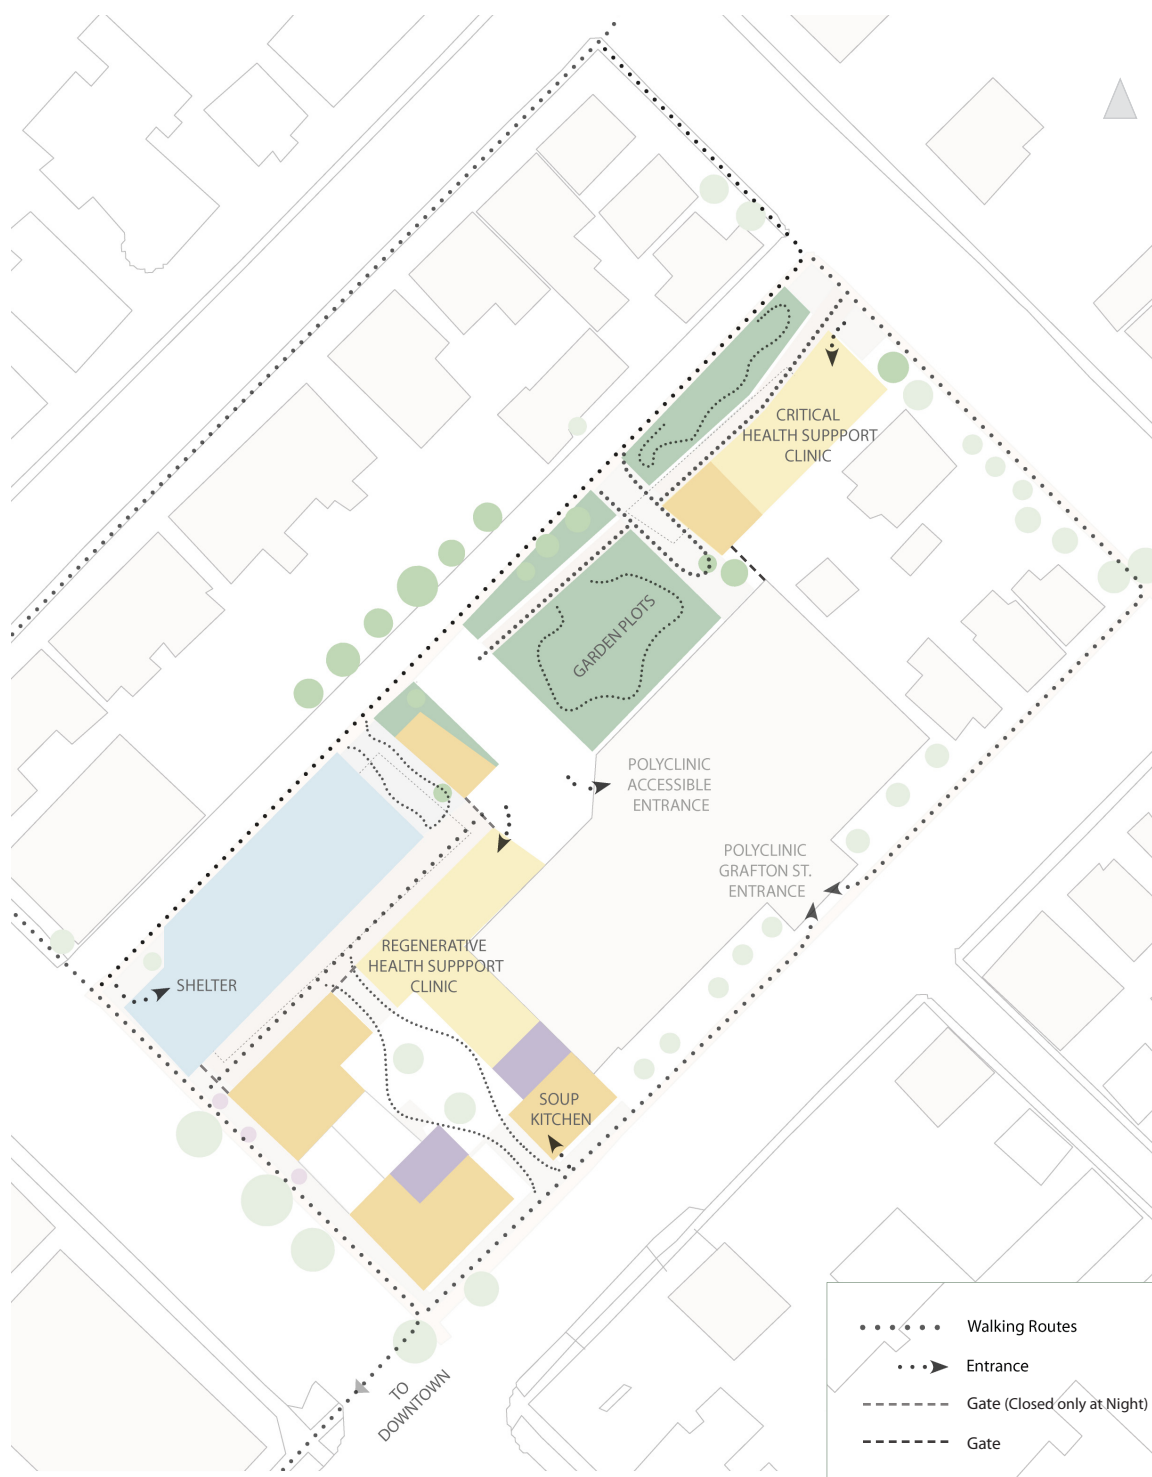 CRITICAL
HEALTH SUPPPORT
CLINIC
GARDEN PLOTS
POLYCLINIC
ACCESSIBLE
ENTRANCE
POLYCLINIC
GRAFTON ST.
ENTRANCE
REGENERATIVE
HEALTH SUPPPORT
CLINIC
SHELTER
SOUP
KITCHEN
TO
DOWNTOWN
Walking Routes
Entrance
Gate (Closed only at Night)
Gate